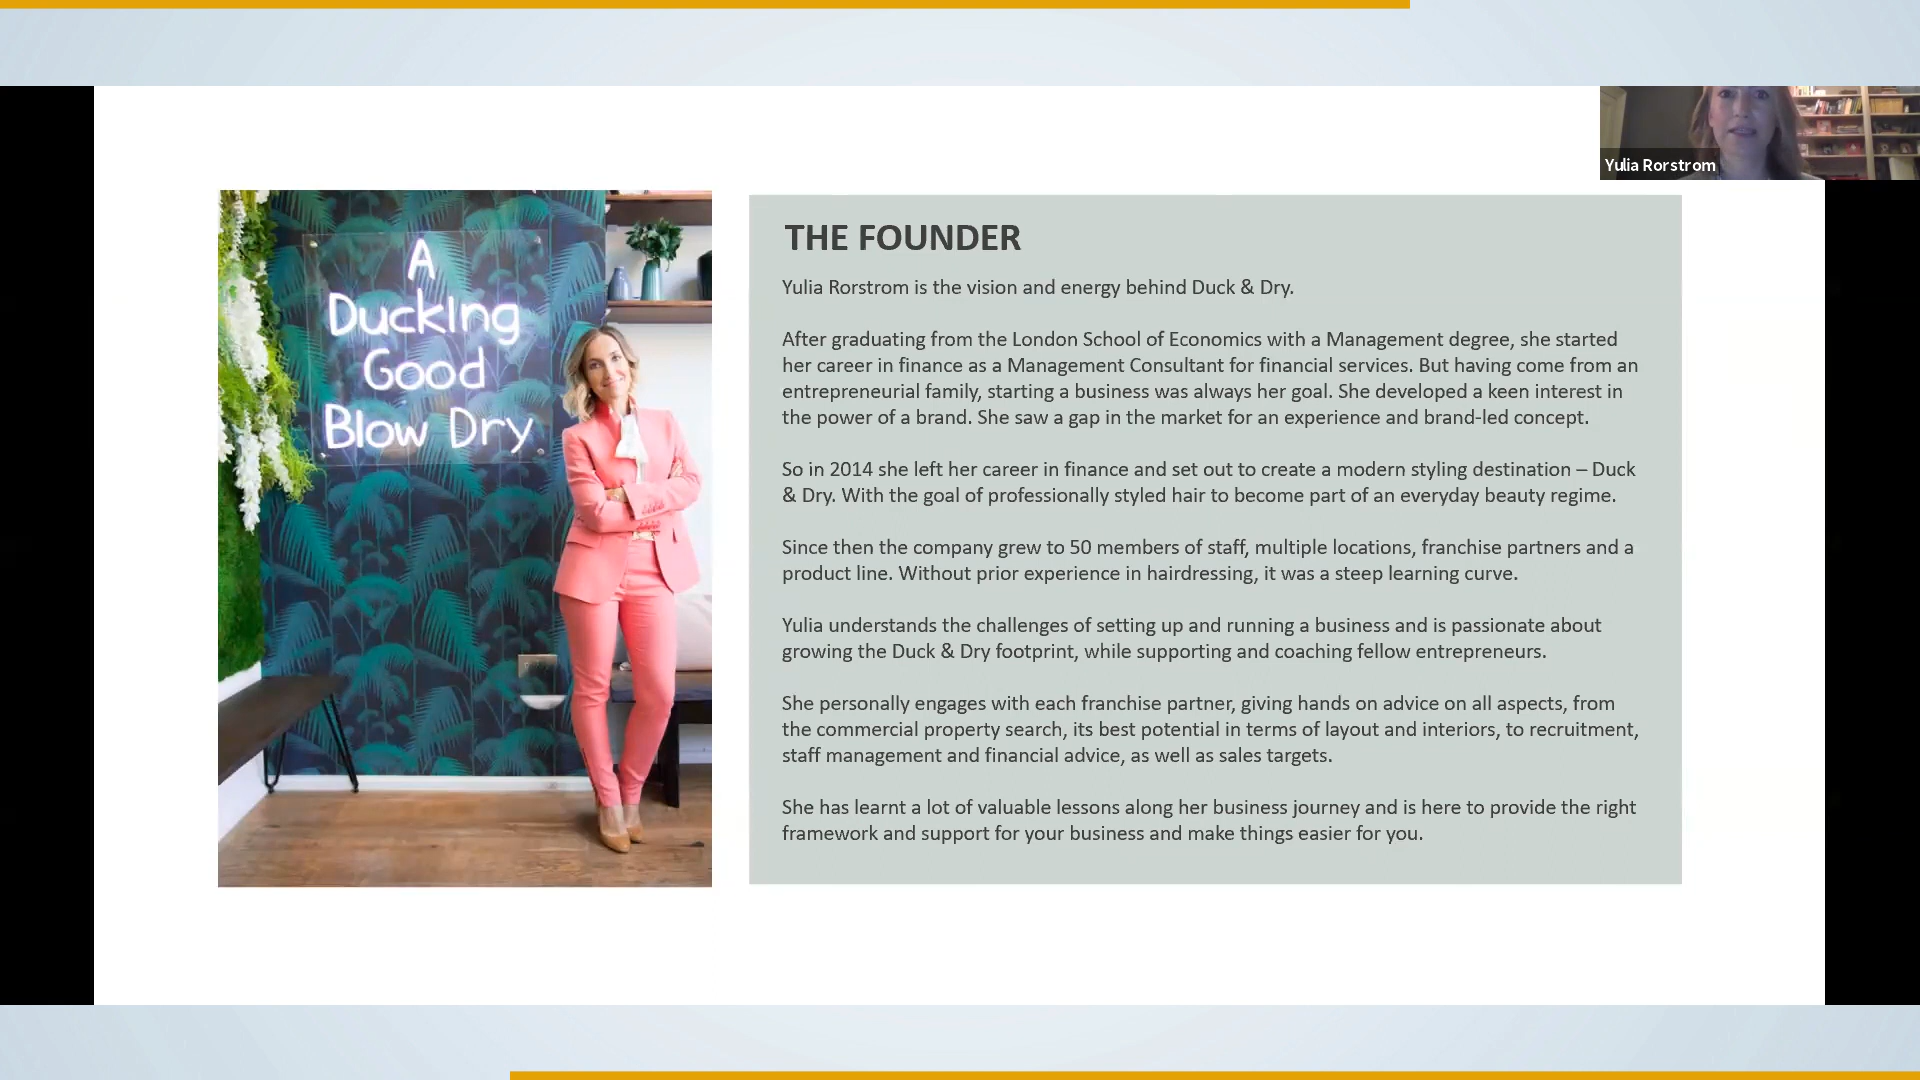 Yulia Rorstrom
A
DuckIng
Good
Blow Dry
THE FOUNDER
Yulia Rorstrom is the vision and energy behind Duck & Dry.
After graduating from the London School of Economics with a Management degree, she started
her career in finance as a Management Consultant for financial services. But having come from an
entrepreneurial family, starting a business was always her goal. She developed a keen interest in
the power of a brand. She saw a gap in the market for an experience and brand-led concept.
So in 2014 she left her career in finance and set out to create a modern styling destination – Duck
& Dry. With the goal of professionally styled hair to become part of an everyday beauty regime.
Since then the company grew to 50 members of staff, multiple locations, franchise partners and a
product line. Without prior experience in hairdressing, it was a steep learning curve.
Yulia understands the challenges of setting up and running a business and is passionate about
growing the Duck & Dry footprint, while supporting and coaching fellow entrepreneurs.
She personally engages with each franchise partner, giving hands on advice on all aspects, from
the commercial property search, its best potential in terms of layout and interiors, to recruitment,
staff management and financial advice, as well as sales targets.
She has learnt a lot of valuable lessons along her business journey and is here to provide the right
framework and support for your business and make things easier for you.